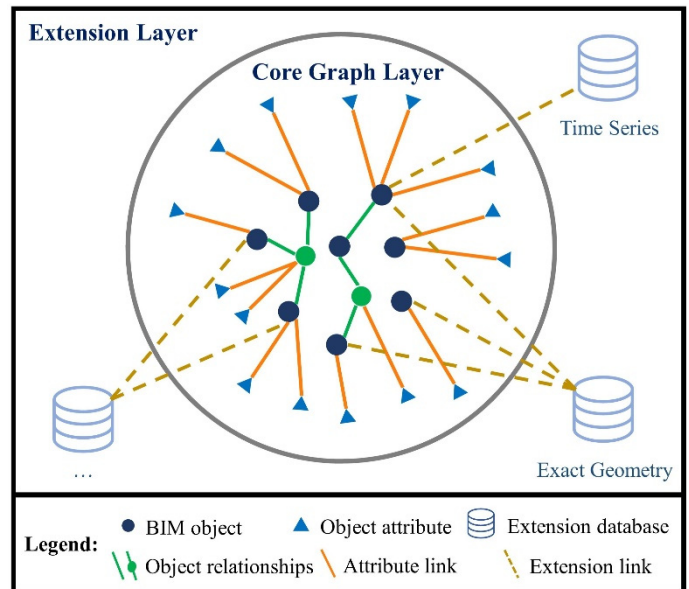 Extension Layer
Core Graph Layer
Time Series
…
Exact Geometry
Legend:
BIM object
Object attribute
Extension database
Object relationships
Attribute link
Extension link